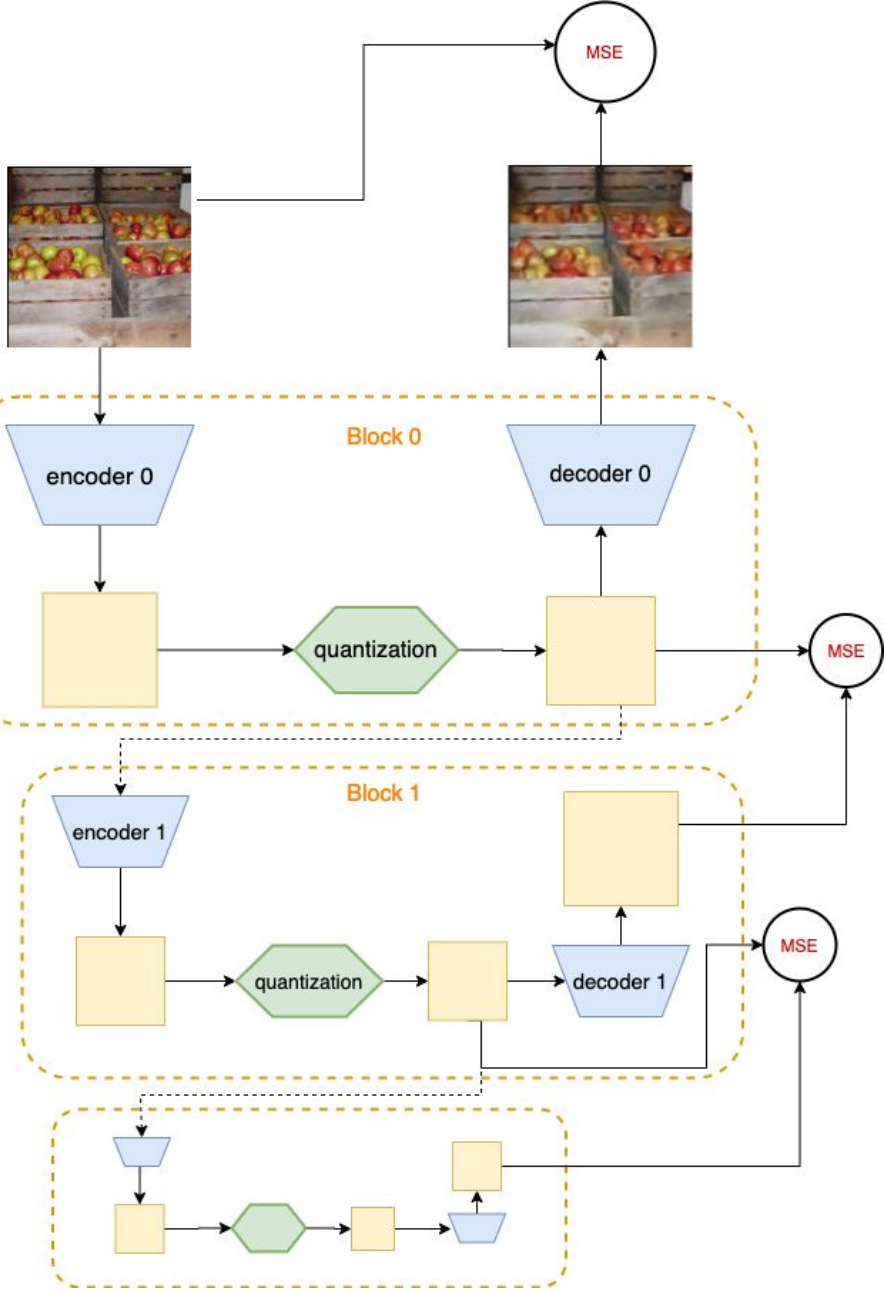 MSE
Block 0
encoder 0
decoder 0
quantization
MSE
Block 1
encoder 1
MSE
quantization
decoder 1